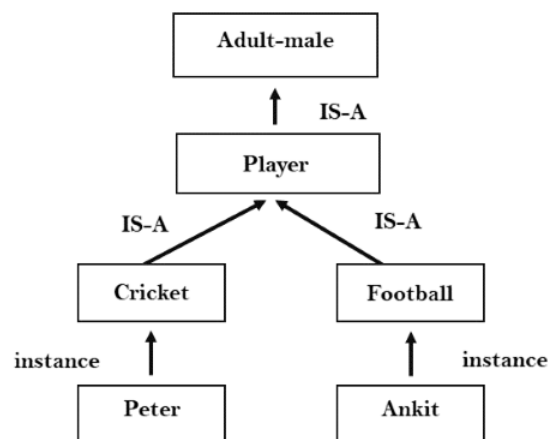 Adult-male
IS-A
Player
IS-A IS-A
Cricket Football
instance instance
Peter Ankit